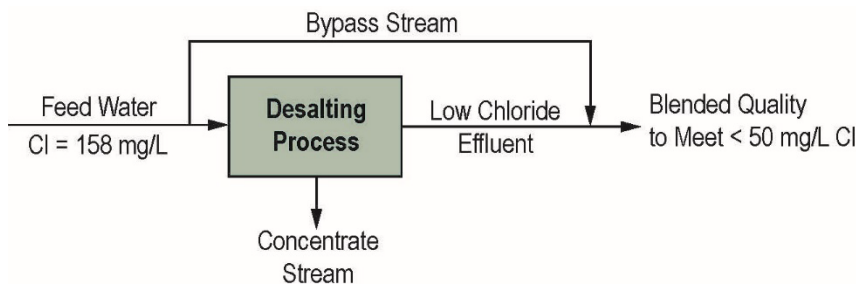 Bypass Stream
Feed Water
Cl = 158 mg/L
Desalting
Process
Low Chloride
Effluent
Blended Quality
to Meet < 50 mg/L Cl
Concentrate
Stream